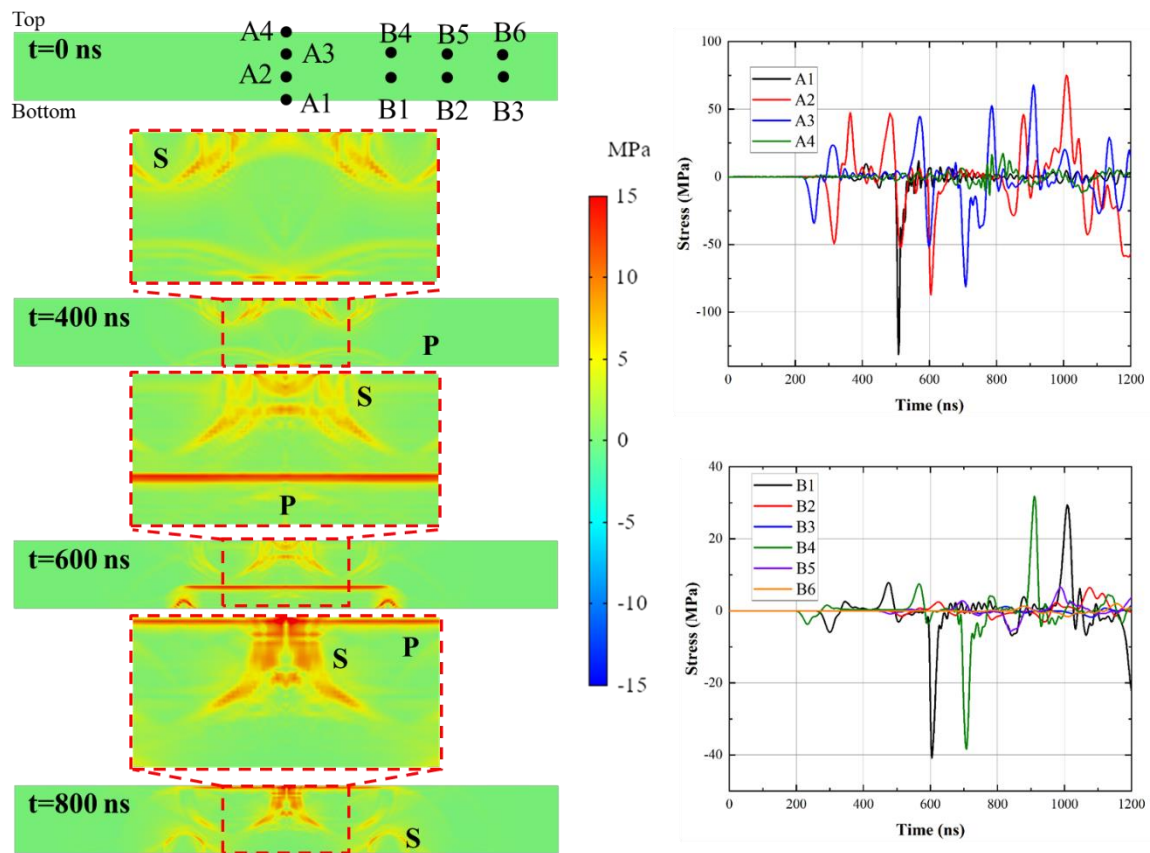 Top
t=0 ns
A4
A3
A2
A1
B4
B5
B6
B1
B2
B3
Bottom
S
t=400 ns
P
S
P
t=600 ns
P
S
t=800 ns
S
MPa
15
10
5
0
-5
-10
-15
100
50
0
-50
-100
Stress (MPa)
A1
A2
A3
A4
0
200
400
600
800
1000
1200
Time (ns)
40
20
0
-20
-40
Stress (MPa)
B1
B2
B3
B4
B5
B6
0
200
400
600
800
1000
1200
Time (ns)